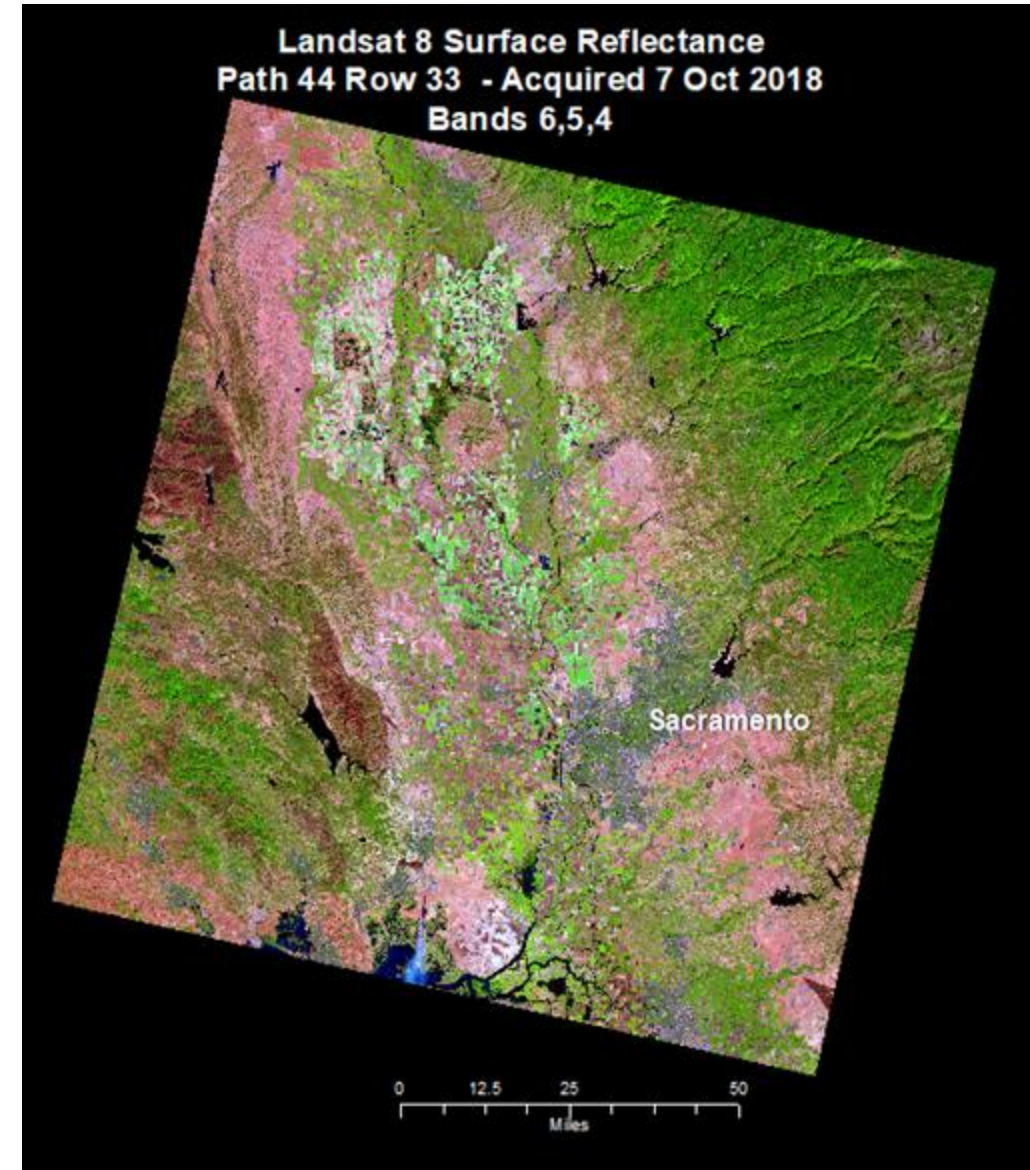 Landsat 8 Surface Reflectance
Path 44 Row 33 - Acquired 7 Oct 2018
Bands 6,5,4
Sacramento
0 12.5 25 50
Miles